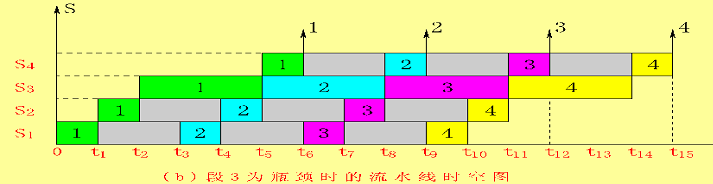 S
1 2 3 4
S4 1 2 3 4
S3 1 2 3 4
S2 1 2 3 4
S1 1 2 3 4
0 t1 t2 t3 t4 t5 t6 t7 t8 t9 t10 t11 t12 t13 t14 t15
(b)段3为瓶颈时的流水线时空图